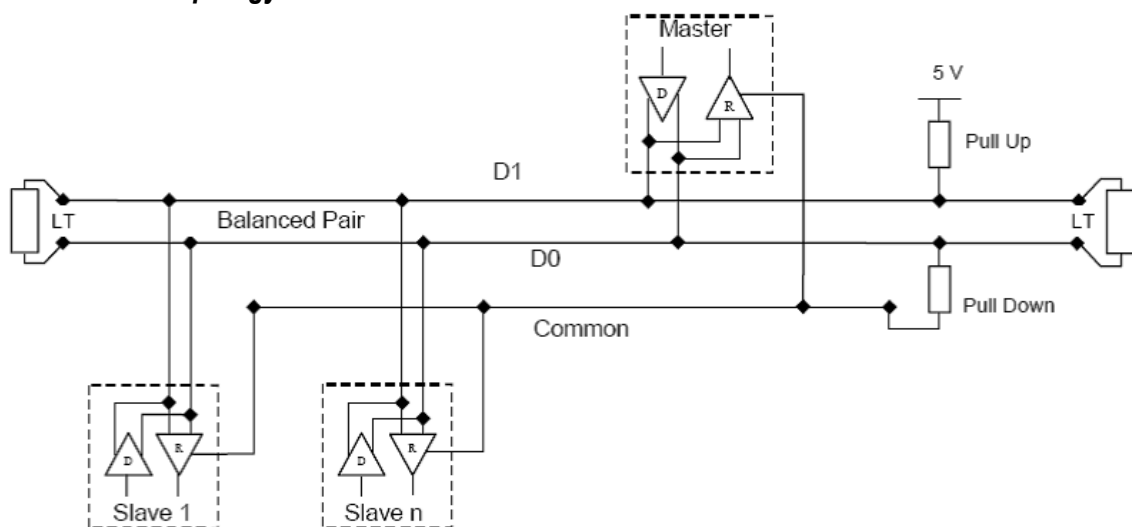 Master
D
R
5 V
Pull Up
D1
LT
Balanced Pair
LT
D0
Pull Down
Common
D
R
D
R
Slave 1
Slave n